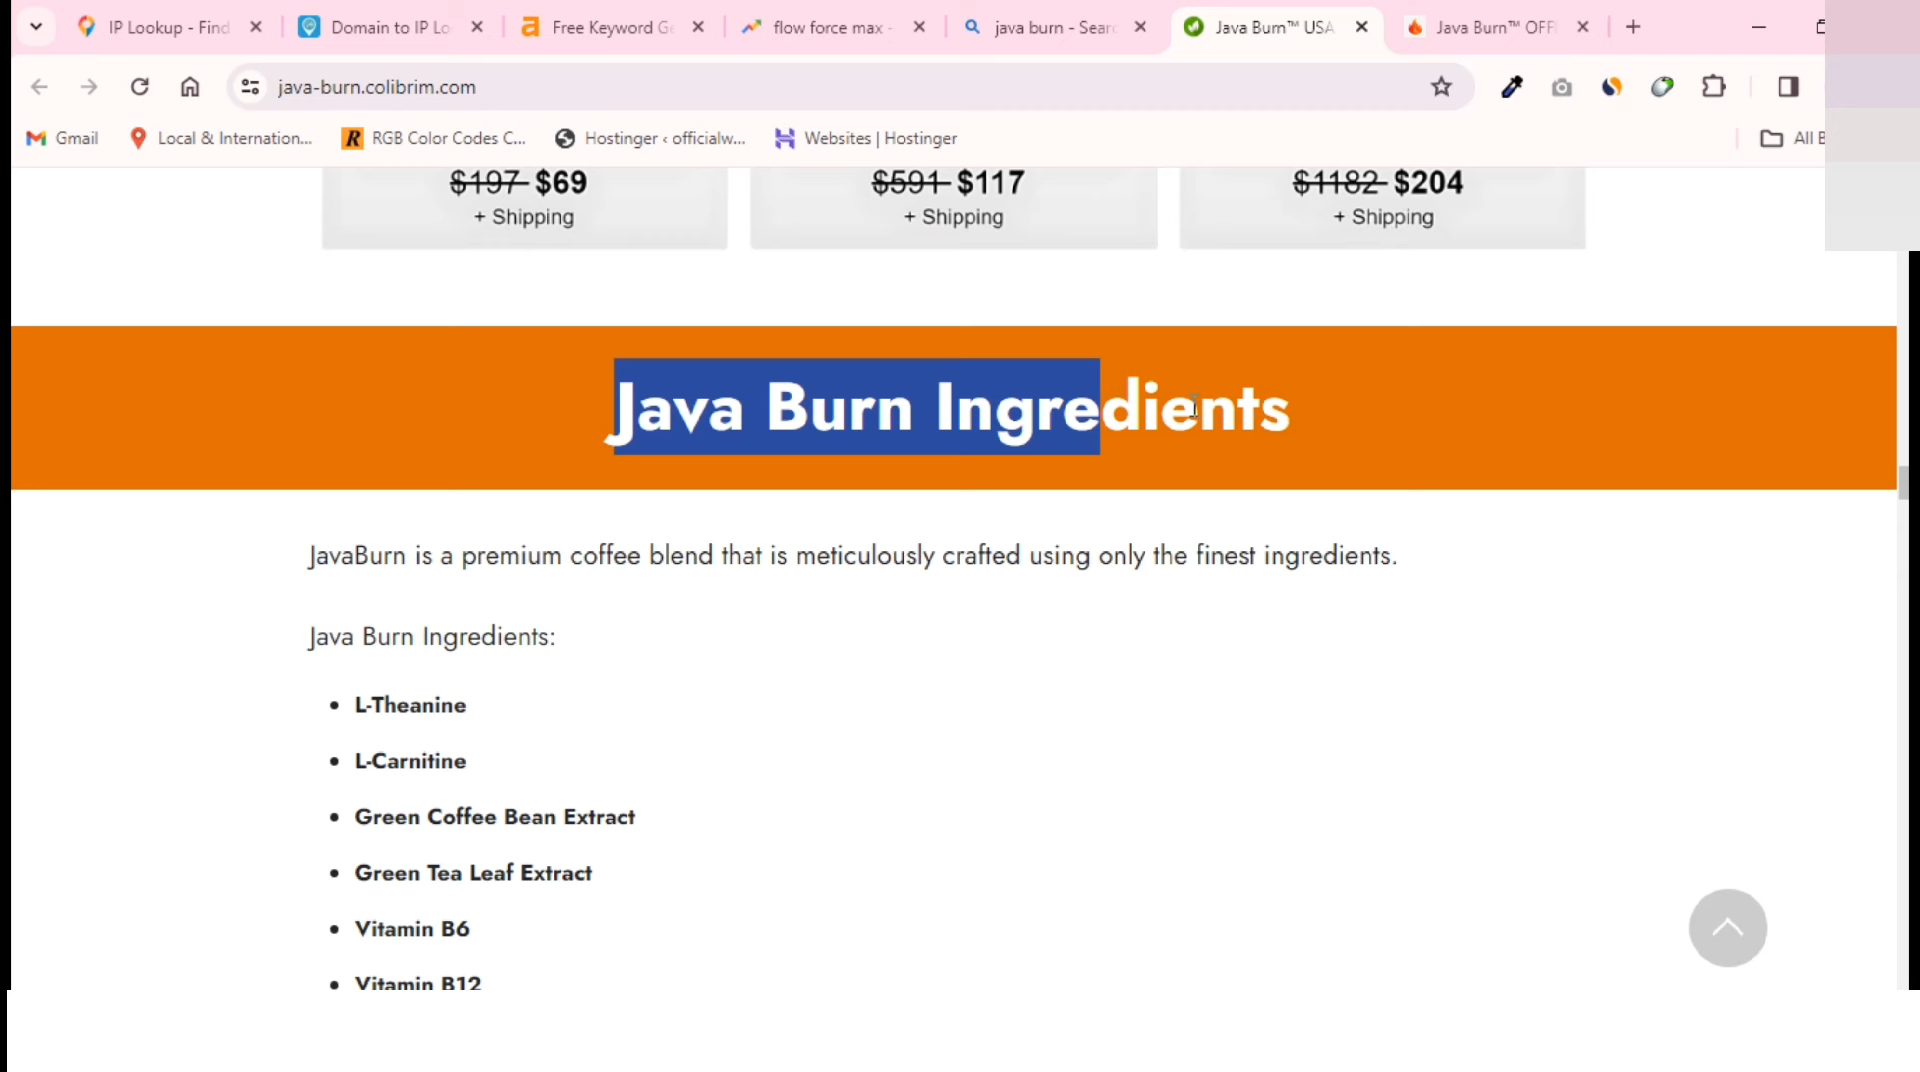 IP Lookup - Find
Domain to IP Lo
Free Keyword Ge
flow force max -
java burn - Searc
Java Burn™ USA
Java Burn™ OFF
java-burn.colibrim.com
Gmail
Local & Internation...
RGB Color Codes C...
Hostinger ‹ officialw...
Websites | Hostinger
All B
$197 $69
+ Shipping
$591 $117
+ Shipping
$1182 $204
+ Shipping
Java Burn Ingredients
JavaBurn is a premium coffee blend that is meticulously crafted using only the finest ingredients.
Java Burn Ingredients:
• L-Theanine
• L-Carnitine
• Green Coffee Bean Extract
• Green Tea Leaf Extract
• Vitamin B6
• Vitamin B12